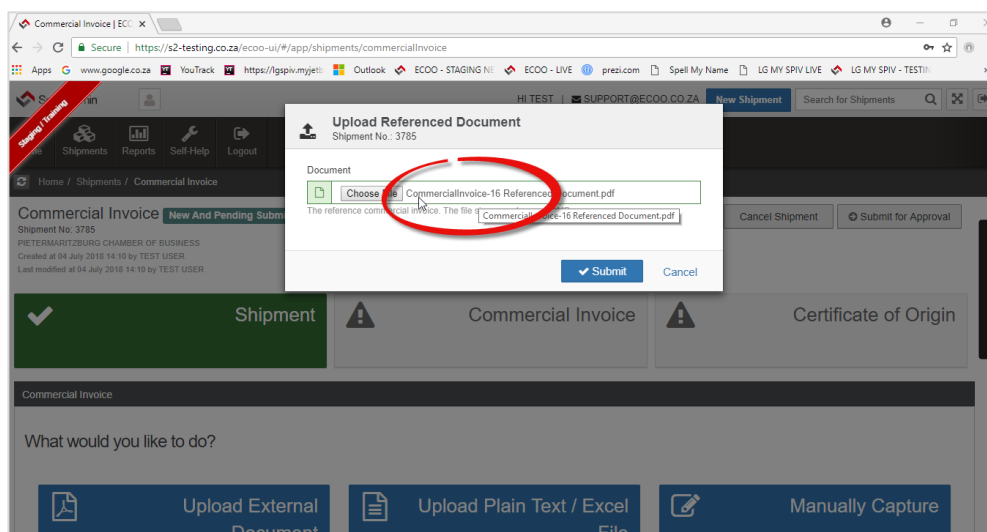 Commercial Invoice | ECO
Secure | https://s2-testing.co.za/ecoo-ui/#/app/shipments/commercialInvoice
Apps www.google.co.za YouTrack https://lgspiv.myjetb Outlook ECOO - STAGING NE ECOO - LIVE prezi.com Spell My Name LG MY SPIV LIVE LG MY SPIV - TESTIN
Staging / Training
HI TEST | SUPPORT@ECOO.CO.ZA New Shipment Search for Shipments
Shipments Reports Self-Help Logout
Home / Shipments / Commercial Invoice
Upload Referenced Document
Shipment No.: 3785
Document
Choose File CommercialInvoice-16 Referenced Document.pdf
The reference commercial invoice. The file
CommercialInvoice-16 Referenced Document.pdf
Submit Cancel
Commercial Invoice New And Pending Subm
Cancel Shipment Submit for Approval
Shipment No: 3785
PIETERMARITZBURG CHAMBER OF BUSINESS
Created at 04 July 2018 14:10 by TEST USER
Last modified at 04 July 2018 14:10 by TEST USER
Shipment Commercial Invoice Certificate of Origin
Commercial Invoice
What would you like to do?
Upload External Upload Plain Text / Excel Manually Capture
Document File